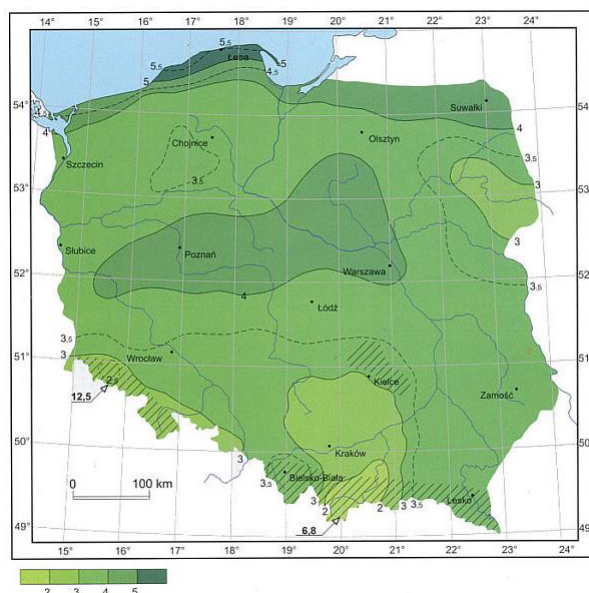 14° 15° 16° 17° 18° 19° 20° 21° 22° 23°
5,5
Łeba
5
5,5
4,5
5
54°
4,5
4
Suwałki
54°
4
Chojnice
Olsztyn
3,5
Szczecin
3,5
3
53°
53°
3
Słubice
Poznań
Warszawa
52°
52°
4
3,5
Łódź
3,5
51°
3
Wrocław
51°
Kielce
12,5
Zamość
50°
Kraków
50°
3
3,5
Bielsko-Biała
Lesko
0 100 km
3 2 2 3 3,5
49°
49°
6,8
15° 16° 17° 18° 19° 20° 21° 22° 23° 24°
2 3 4 5